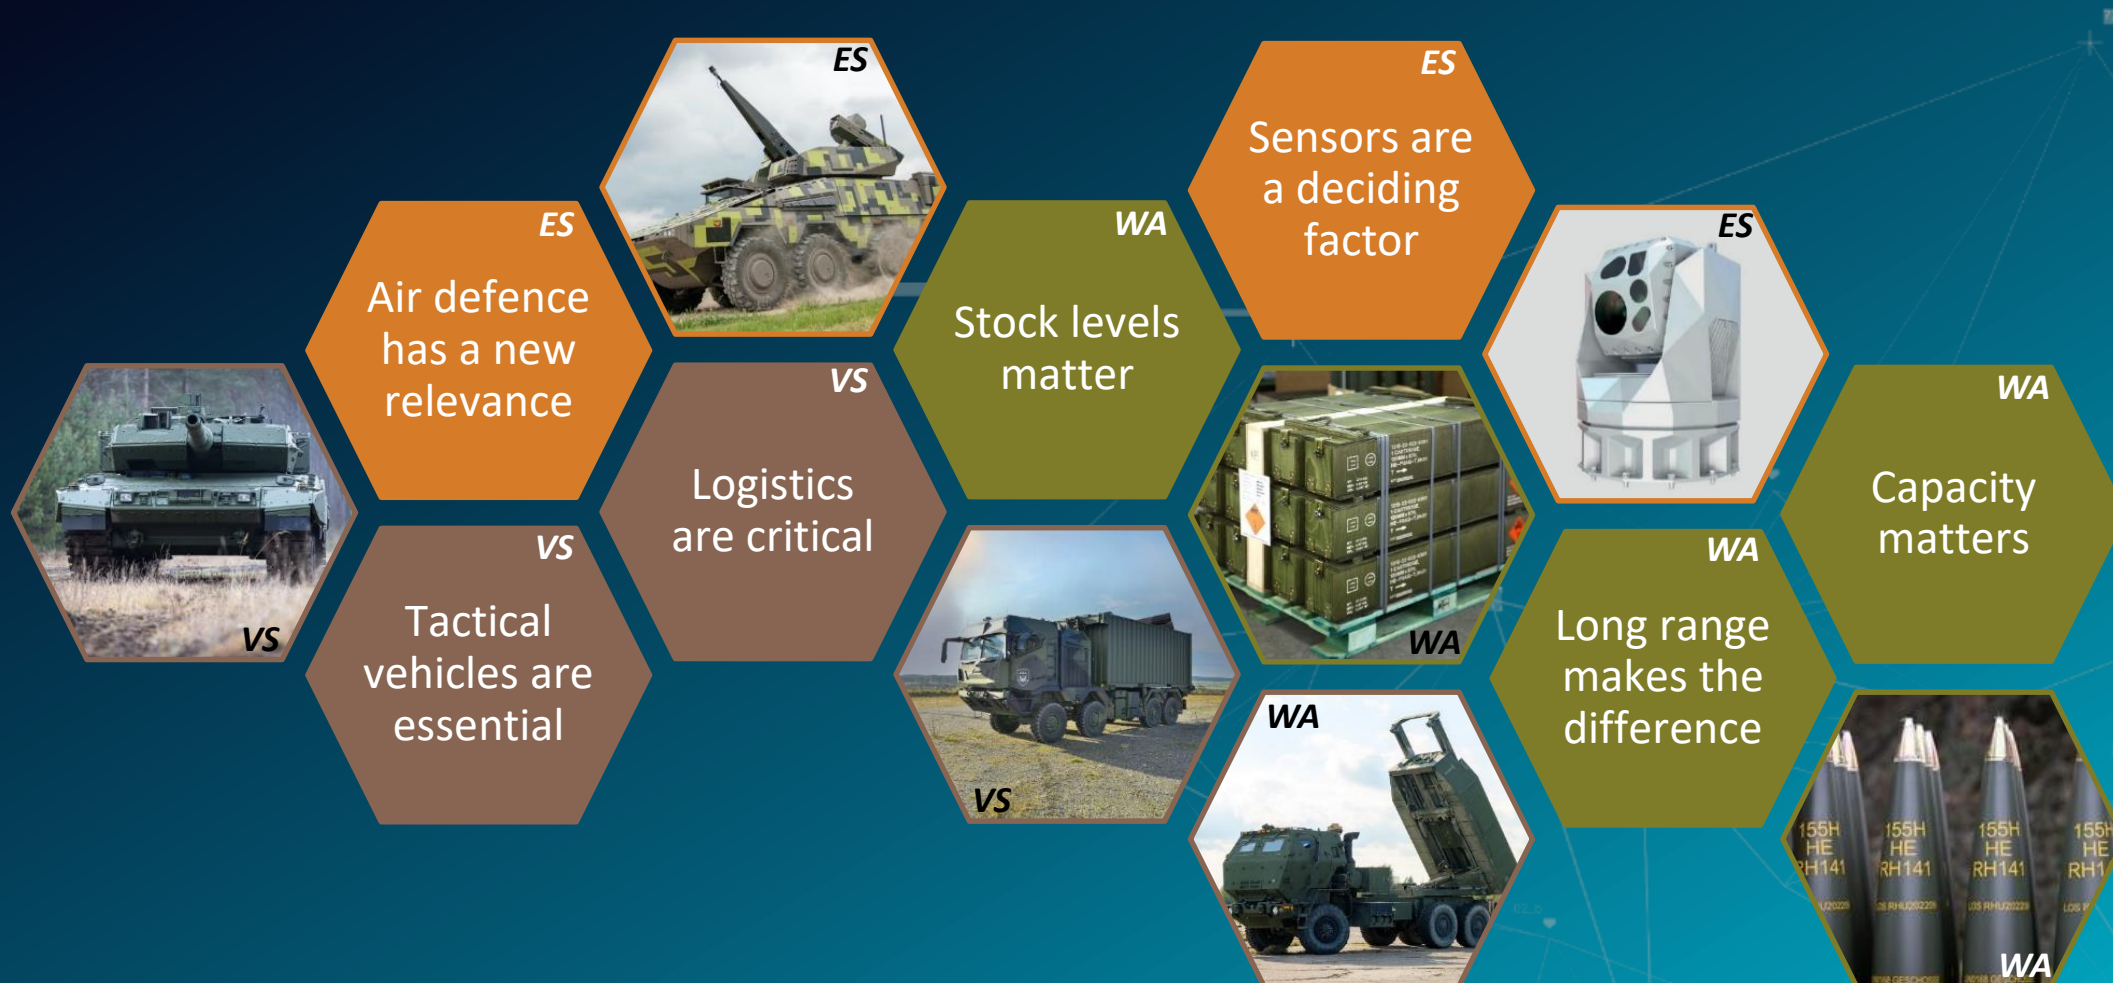 ES
ES
Air defence
has a new
relevance
VS
VS
Tactical
vehicles are
essential
VS
Logistics
are critical
WA
Stock levels
matter
VS
ES
Sensors are
a deciding
factor
WA
WA
ES
WA
Long range
makes the
difference
WA
Capacity
matters
155H
HE
RH141
155H
HE
RH141
155H
HE
RH141
WA